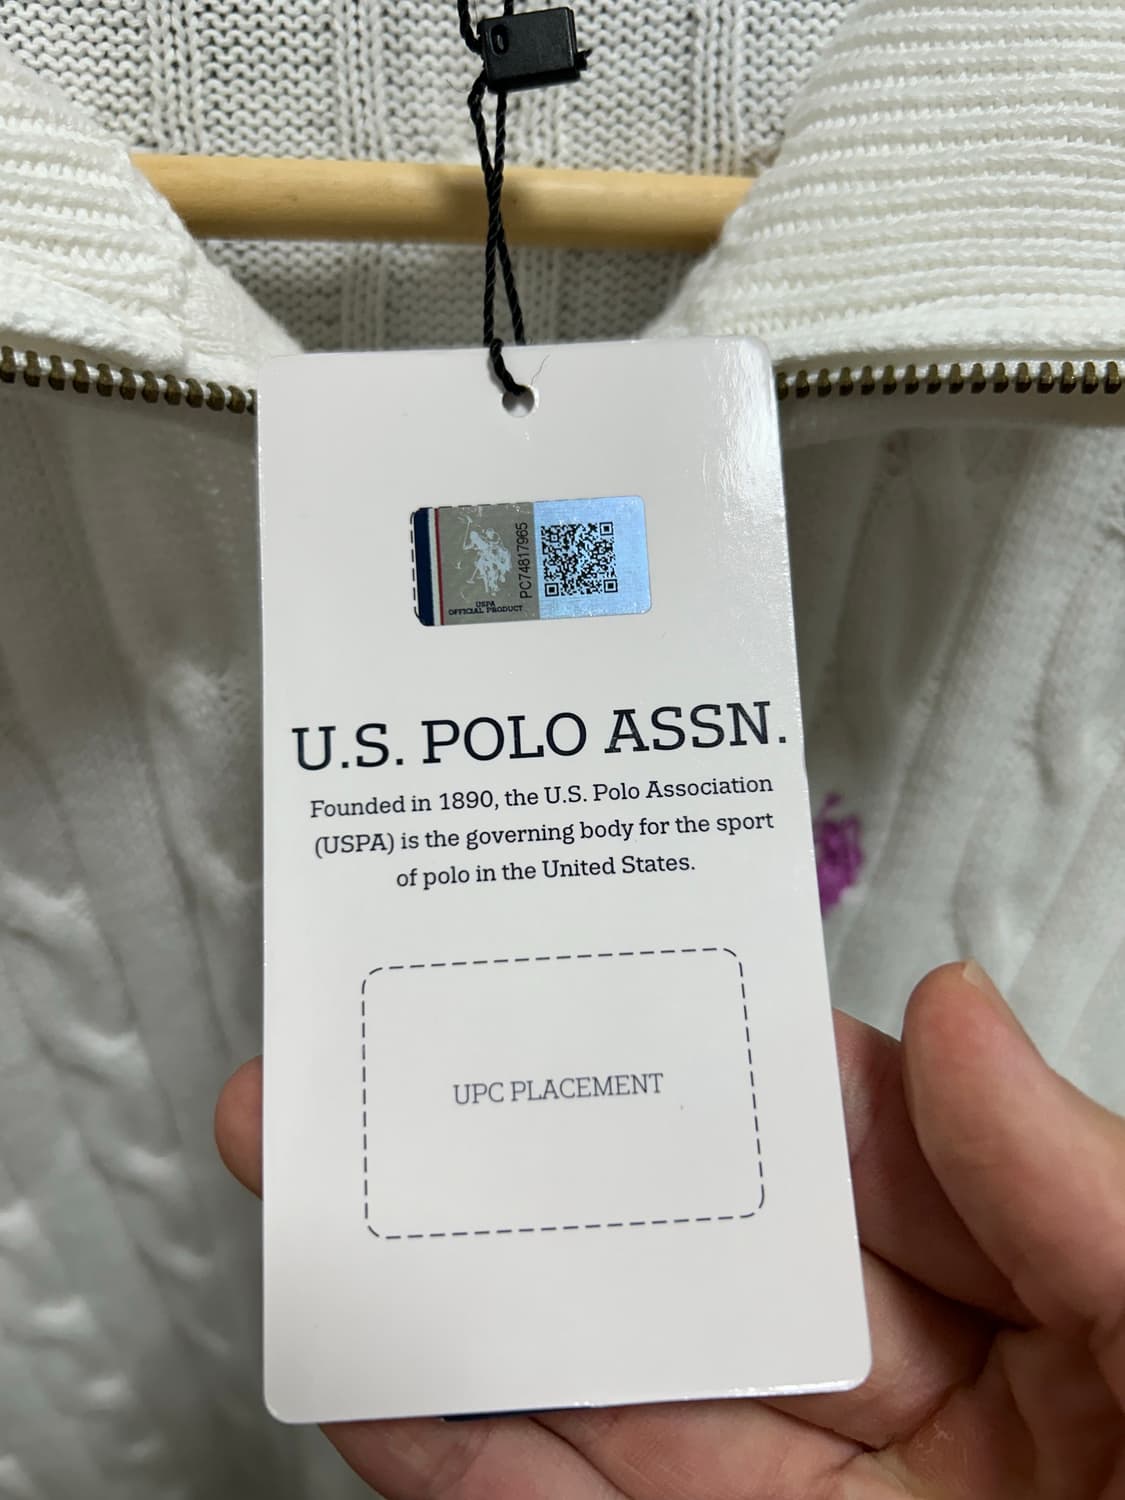 USPA
OFFICIAL PRODUCT
PC74817965
U.S. POLO ASSN.
Founded in 1890, the U.S. Polo Association
(USPA) is the governing body for the sport
of polo in the United States.
UPC PLACEMENT